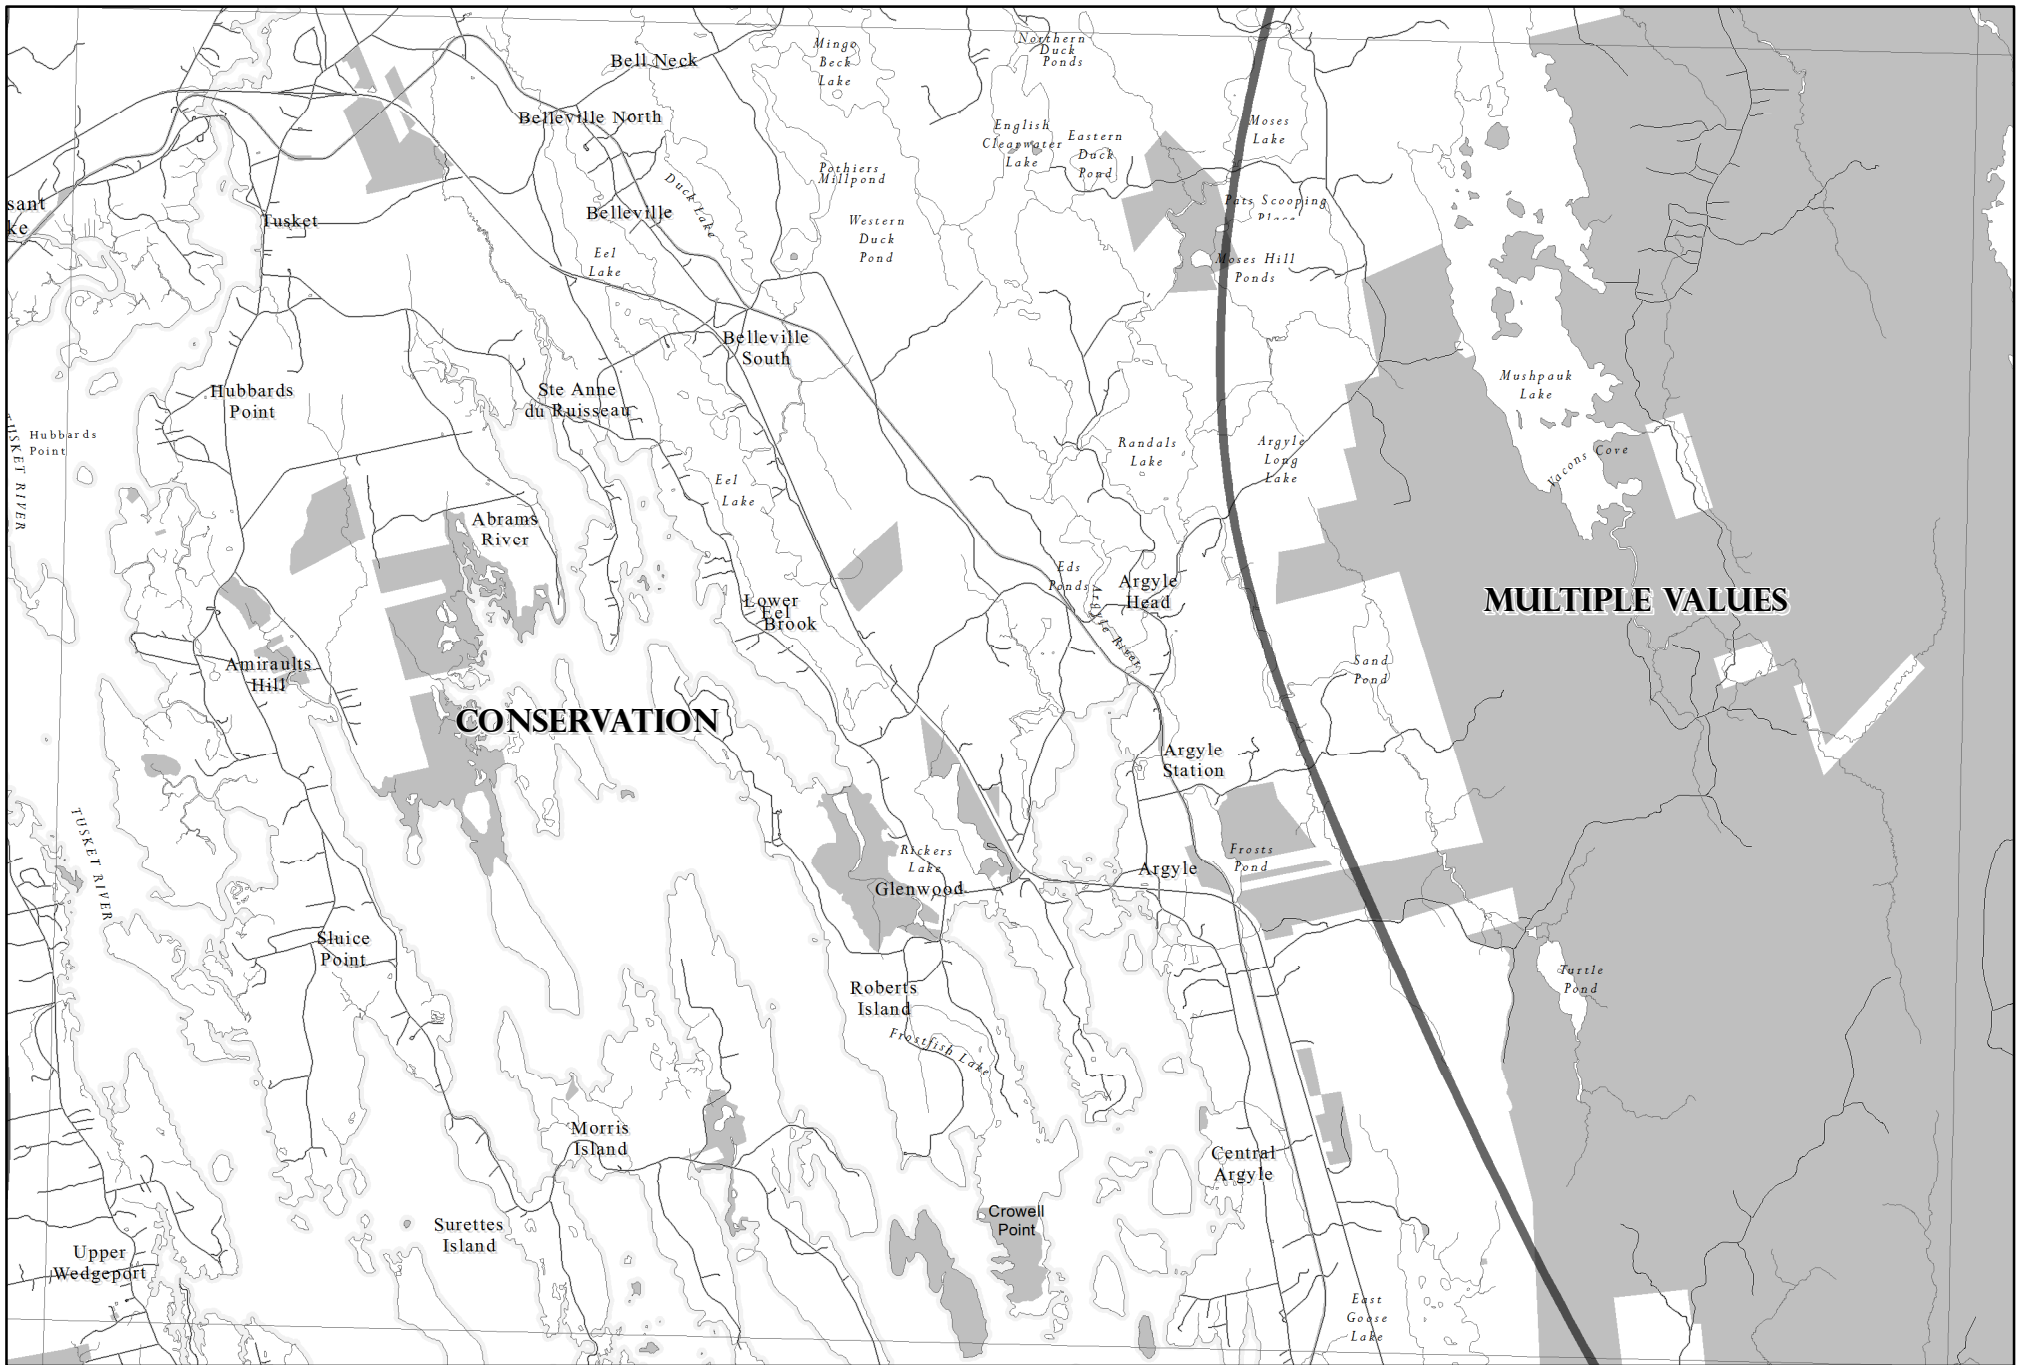 Mingo
Beck
Lake
Northern
Duck
Ponds
Bell Neck
Belleville North
English
Clearwater
Lake
Eastern
Duck
Pond
Moses
Lake
Pothiers
Millpond
Duck Lake
sant
ke
Tusket
Belleville
Western
Duck
Pond
Pats Scooping
Place
Eel
Lake
Moses Hill
Ponds
Belleville
South
Mushpauk
Lake
Hubbards
Point
Ste Anne
du Ruisseau
Hubbards
Point
TUSKET RIVER
Randals
Lake
Argyle
Long
Lake
Vacons Cove
Eel
Lake
Abrams
River
Eds
Ponds
Argyle
Head
Argyle River
MULTIPLE VALUES
Lower
Eel
Brook
Amiraults
Hill
Sand
Pond
CONSERVATION
Argyle
Station
TUSKET RIVER
Rickers
Lake
Frosts
Pond
Argyle
Glenwood
Sluice
Point
Turtle
Pond
Roberts
Island
Frostfish Lake
Morris
Island
Central
Argyle
Surettes
Island
Crowell
Point
Upper
Wedgeport
East
Goose
Lake